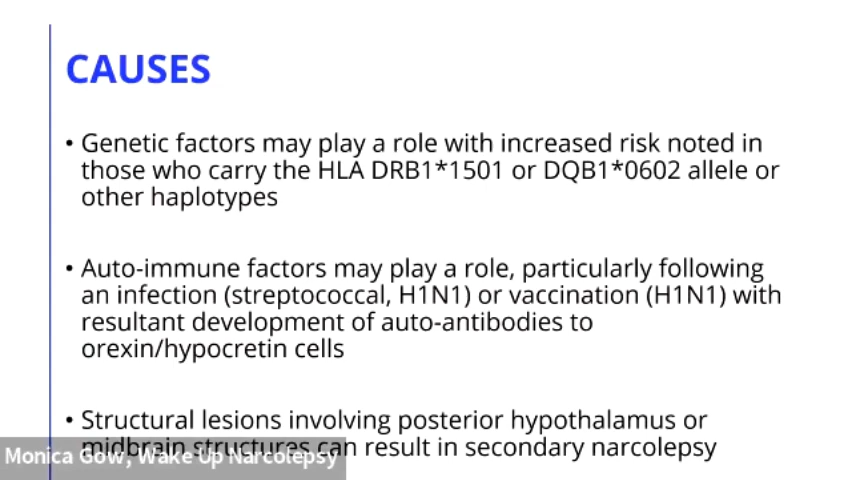 CAUSES
• Genetic factors may play a role with increased risk noted in
those who carry the HLA DRB1*1501 or DQB1*0602 allele or
other haplotypes
• Auto-immune factors may play a role, particularly following
an infection (streptococcal, H1N1) or vaccination (H1N1) with
resultant development of auto-antibodies to
orexin/hypocretin cells
• Structural lesions involving posterior hypothalamus or
midbrain structures can result in secondary narcolepsy
Monica Gow, Wake Up Narcolepsy